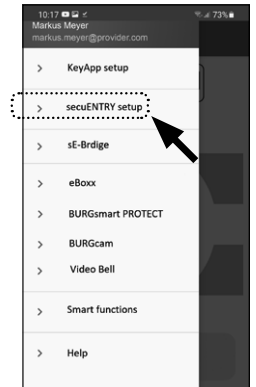 10:17
73%
Markus Meyer
markus.meyer@provider.com
KeyApp setup
secuENTRY setup
sE-Brdige
eBoxx
BURGsmart PROTECT
BURGcam
Video Bell
Smart functions
Help